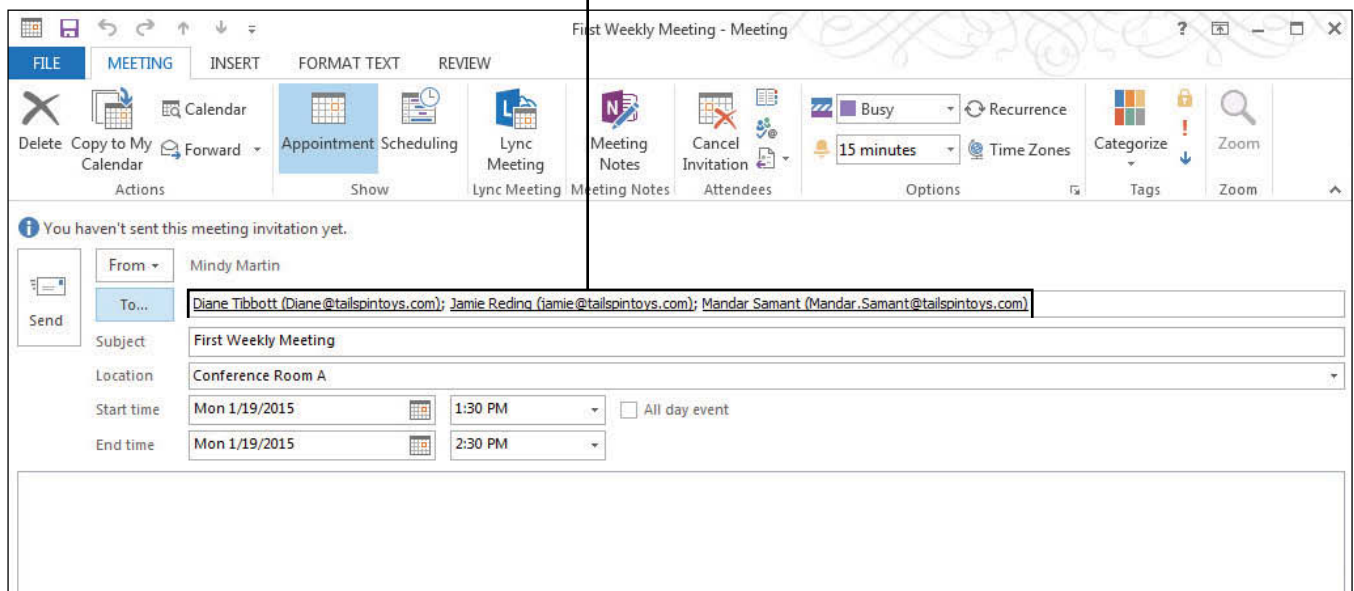 First Weekly Meeting - Meeting
?
FILE MEETING INSERT FORMAT TEXT REVIEW
Delete
Copy to My Calendar
Calendar
Forward
Actions
Appointment
Scheduling
Show
Lync Meeting
Lync Meeting
Meeting Notes
Meeting Notes
Cancel Invitation
Attendees
Busy
Recurrence
15 minutes
Time Zones
Options
Categorize
Tags
Zoom
Zoom
You haven't sent this meeting invitation yet.
Send
From Mindy Martin
To... Diane Tibbott (Diane@tailspintoys.com); Jamie Reding (jamie@tailspintoys.com); Mandar Samant (Mandar.Samant@tailspintoys.com)
Subject First Weekly Meeting
Location Conference Room A
Start time Mon 1/19/2015 1:30 PM All day event
End time Mon 1/19/2015 2:30 PM